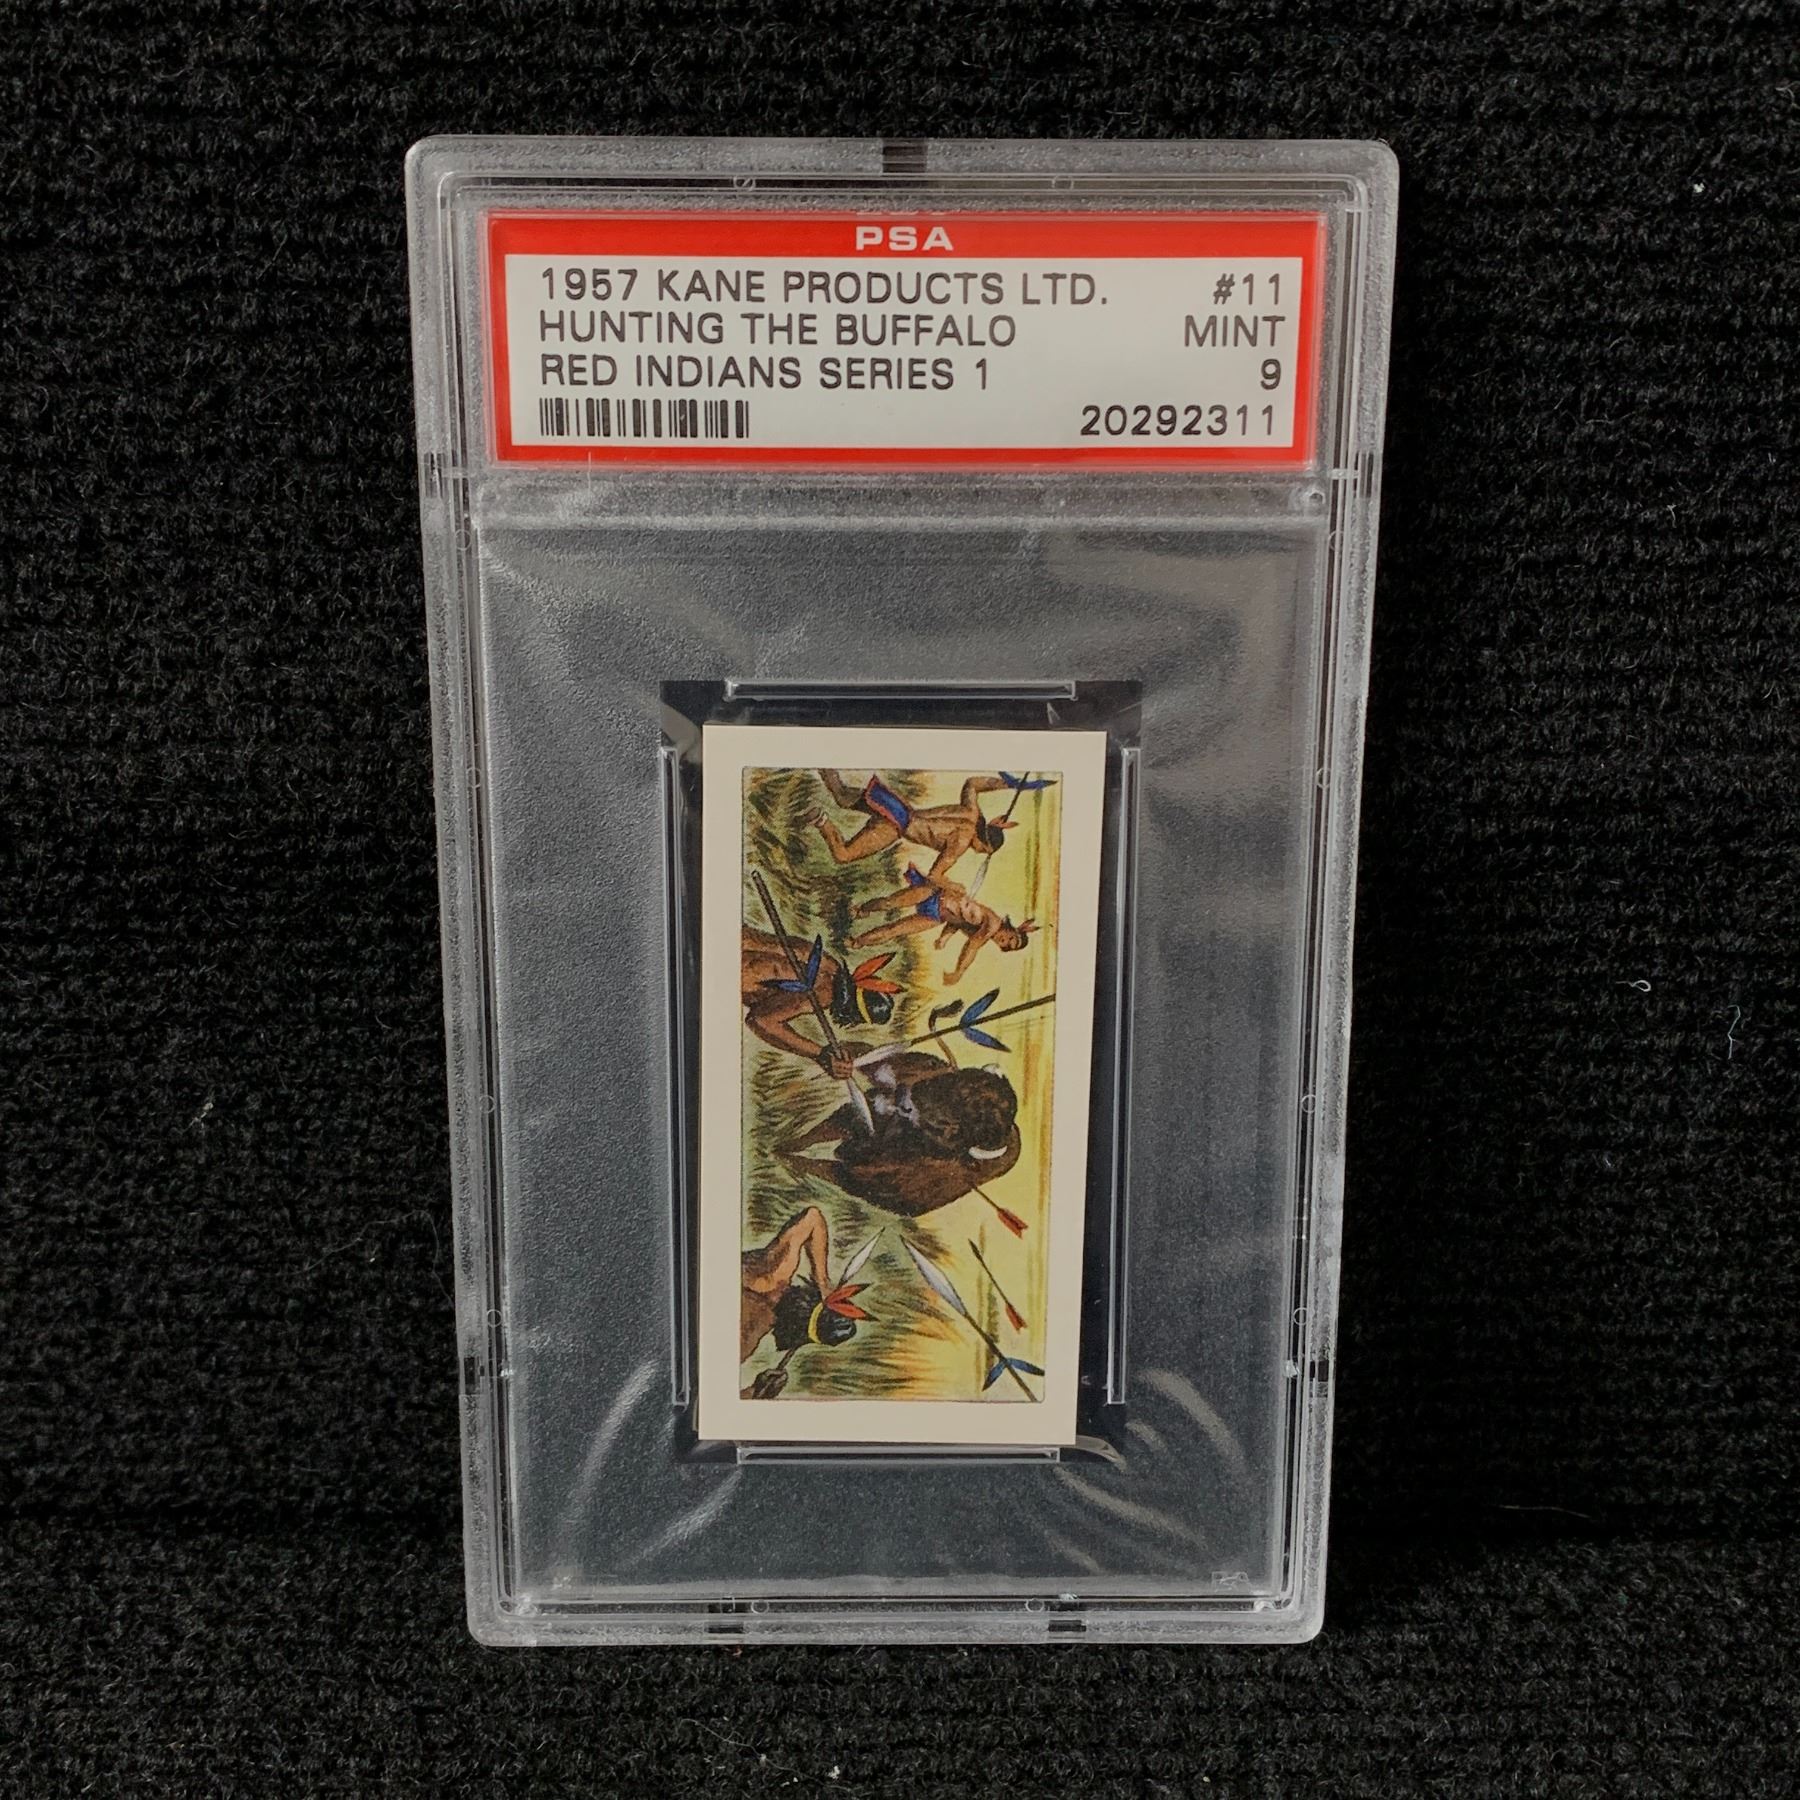 PSA
1957 KANE PRODUCTS LTD. #11
HUNTING THE BUFFALO MINT
RED INDIANS SERIES 1 9
20292311